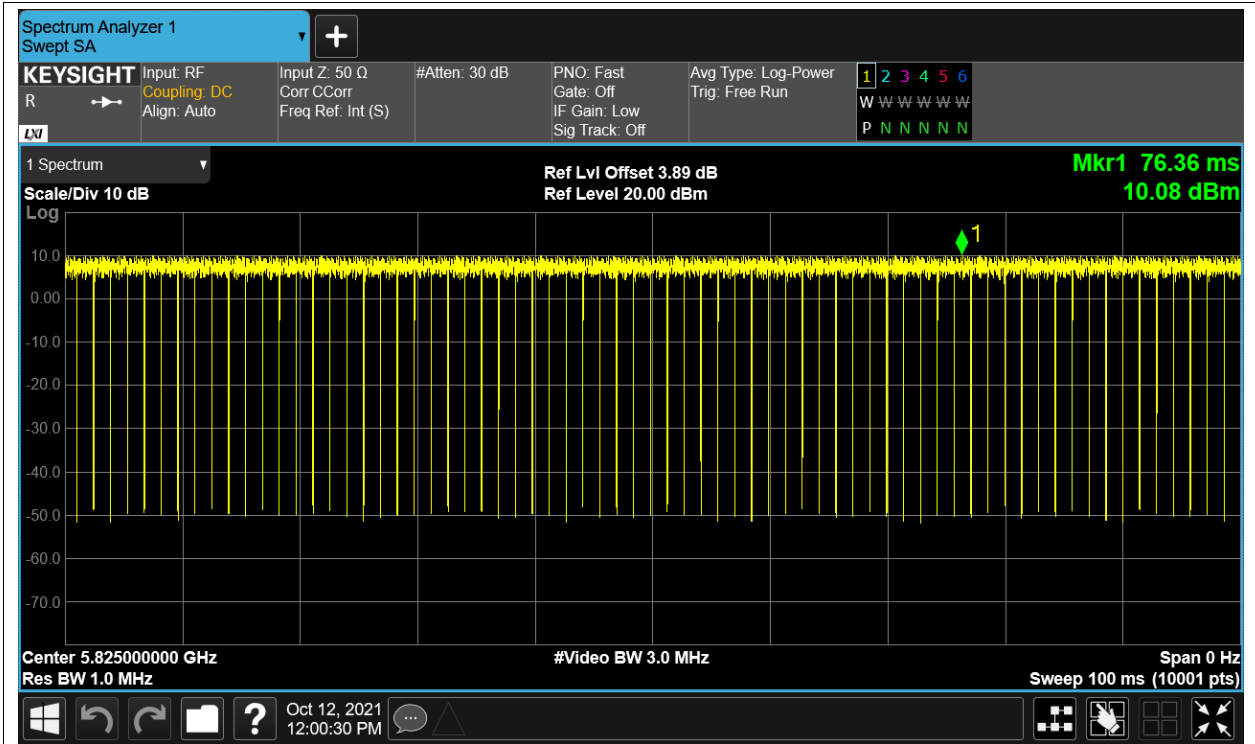 Spectrum Analyzer 1
Swept SA
+
KEYSIGHT Input: RF Input Z: 50 Ω #Atten: 30 dB PNO: Fast Avg Type: Log-Power 1 2 3 4 5 6
R Coupling: DC Corr CCorr Gate: Off Trig: Free Run W W W W W W
Align: Auto Freq Ref: Int (S) IF Gain: Low
LXI Sig Track: Off P N N N N N
1 Spectrum Ref Lvl Offset 3.89 dB Mkr1 76.36 ms
Scale/Div 10 dB Ref Level 20.00 dBm 10.08 dBm
Log
1
10.0
0.00
-10.0
-20.0
-30.0
-40.0
-50.0
-60.0
-70.0
Center 5.825000000 GHz #Video BW 3.0 MHz Span 0 Hz
Res BW 1.0 MHz Sweep 100 ms (10001 pts)
? Oct 12, 2021
12:00:30 PM